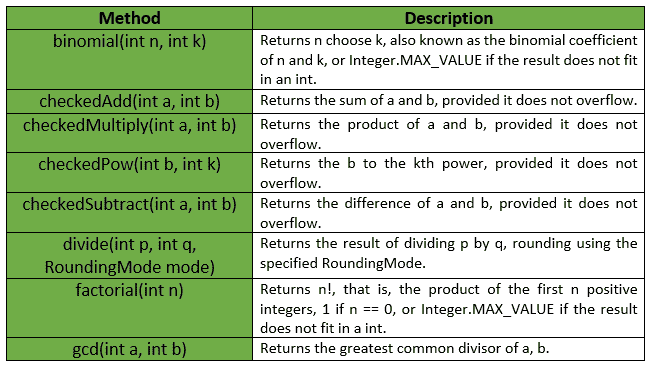 Method Description
binomial(int n, int k) Returns n choose k, also known as the binomial coefficient
of n and k, or Integer.MAX_VALUE if the result does not fit
in an int.
checkedAdd(int a, int b) Returns the sum of a and b, provided it does not overflow.
checkedMultiply(int a, int b) Returns the product of a and b, provided it does not
overflow.
checkedPow(int b, int k) Returns the b to the kth power, provided it does not
overflow.
checkedSubtract(int a, int b) Returns the difference of a and b, provided it does not
overflow.
divide(int p, int q, Returns the result of dividing p by q, rounding using the
RoundingMode mode) specified RoundingMode.
factorial(int n) Returns n!, that is, the product of the first n positive
integers, 1 if n == 0, or Integer.MAX_VALUE if the result
does not fit in a int.
gcd(int a, int b) Returns the greatest common divisor of a, b.